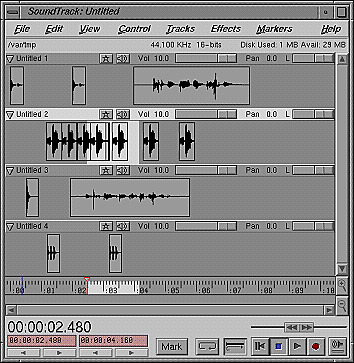 SoundTrack: Untitled
File Edit View Control Tracks Effects Markers Help
/var/tmp 44.100 KHz 16-bits Disk Used: 1 MB Avail: 29 MB
Untitled 1 Vol 10.0 Pan 0.0 L
Untitled 2 Vol 10.0 Pan 0.0 L
Untitled 3 Vol 10.0 Pan 0.0 L
Untitled 4 Vol 10.0 Pan 0.0 L
:00 :01 :02 :03 :04 :05 :06 :07 :08 :09 :10
00:00:02.480
00:00:02.480 00:00:04.160 Mark